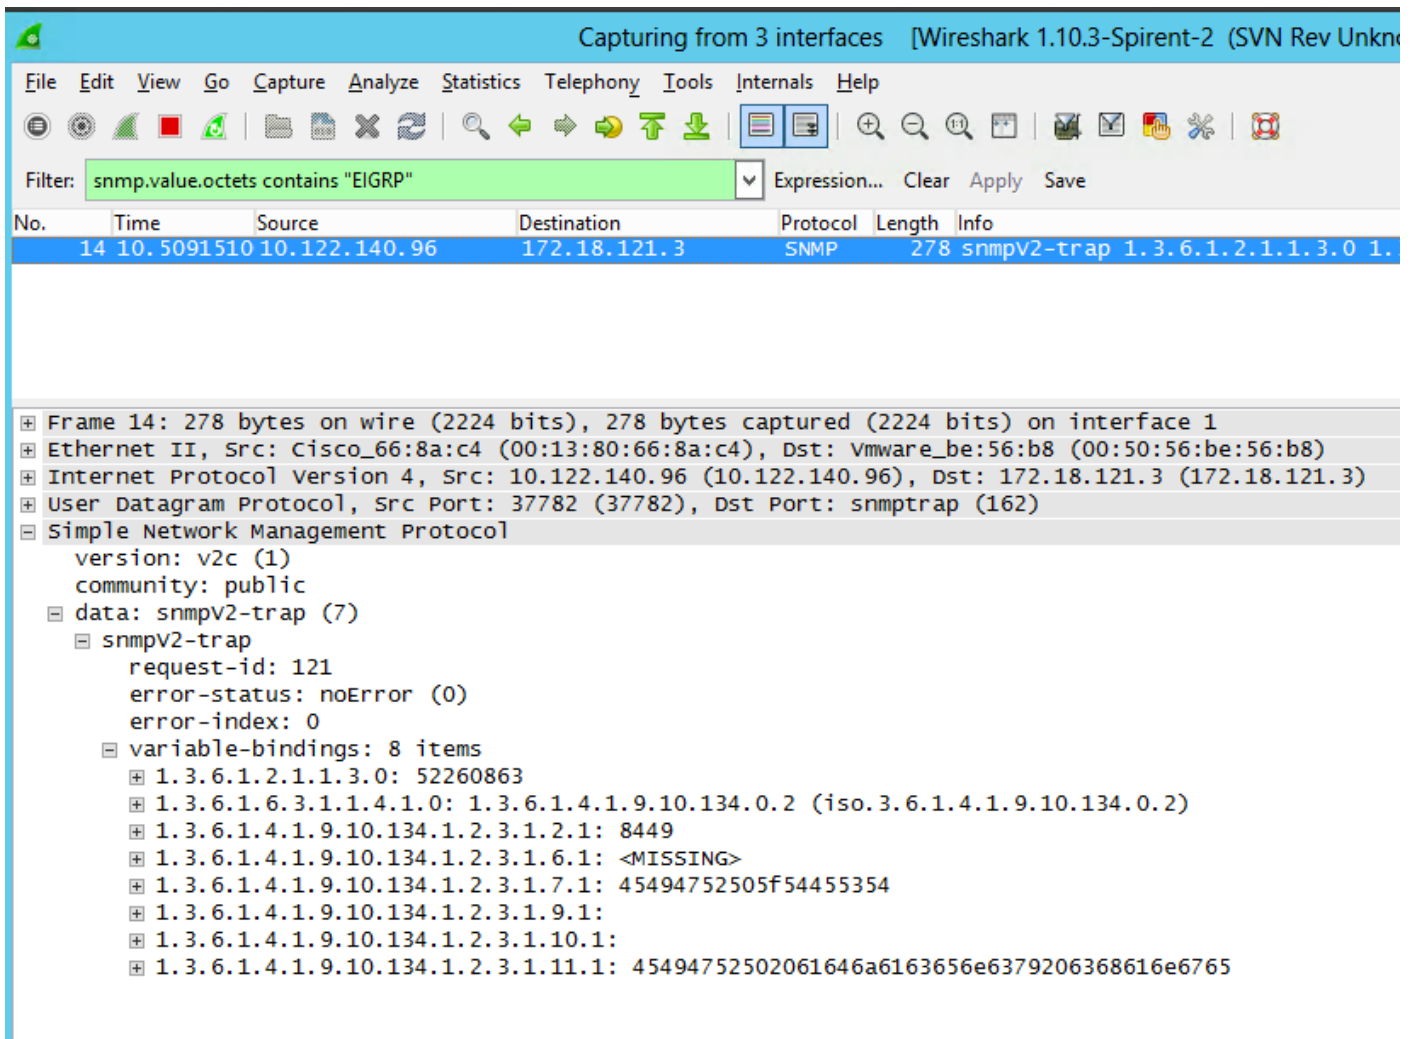 Capturing from 3 interfaces [Wireshark 1.10.3-Spirent-2 (SVN Rev Unkn
File Edit View Go Capture Analyze Statistics Telephony Tools Internals Help
Filter: snmp.value.octets contains "EIGRP" Expression... Clear Apply Save
No. Time Source Destination Protocol Length Info
14 10.5091510 10.122.140.96 172.18.121.3 SNMP 278 snmpV2-trap 1.3.6.1.2.1.1.3.0 1.
Frame 14: 278 bytes on wire (2224 bits), 278 bytes captured (2224 bits) on interface 1
Ethernet II, Src: Cisco_66:8a:c4 (00:13:80:66:8a:c4), Dst: Vmware_be:56:b8 (00:50:56:be:56:b8)
Internet Protocol Version 4, Src: 10.122.140.96 (10.122.140.96), Dst: 172.18.121.3 (172.18.121.3)
User Datagram Protocol, Src Port: 37782 (37782), Dst Port: snmptrap (162)
Simple Network Management Protocol
version: v2c (1)
community: public
data: snmpV2-trap (7)
snmpV2-trap
request-id: 121
error-status: noError (0)
error-index: 0
variable-bindings: 8 items
1.3.6.1.2.1.1.3.0: 52260863
1.3.6.1.6.3.1.1.4.1.0: 1.3.6.1.4.1.9.10.134.0.2 (iso.3.6.1.4.1.9.10.134.0.2)
1.3.6.1.4.1.9.10.134.1.2.3.1.2.1: 8449
1.3.6.1.4.1.9.10.134.1.2.3.1.6.1: <MISSING>
1.3.6.1.4.1.9.10.134.1.2.3.1.7.1: 45494752505f54455354
1.3.6.1.4.1.9.10.134.1.2.3.1.9.1:
1.3.6.1.4.1.9.10.134.1.2.3.1.10.1:
1.3.6.1.4.1.9.10.134.1.2.3.1.11.1: 45494752502061646a6163656e6379206368616e6765